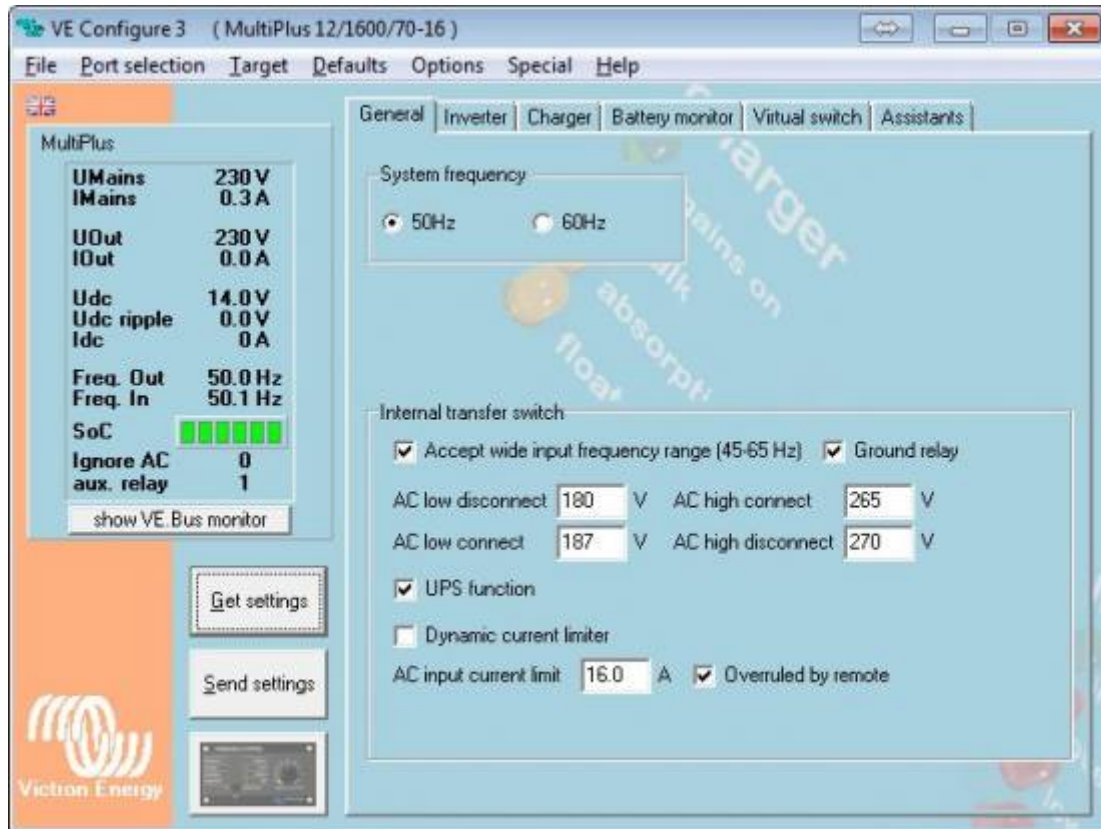 VE Configure 3 ( MultiPlus 12/1600/70-16 )
File Port selection Target Defaults Options Special Help
MultiPlus
UMains 230 V
IMains 0.3 A
UOut 230 V
IOut 0.0 A
Udc 14.0 V
Udc ripple 0.0 V
Idc 0 A
Freq. Out 50.0 Hz
Freq. In 50.1 Hz
SoC
Ignore AC 0
aux. relay 1
show VE.Bus monitor
Get settings
Send settings
Victron Energy
General Inverter Charger Battery monitor Virtual switch Assistants
System frequency
50Hz 60Hz
mains on
absorpti
float
Internal transfer switch
Accept wide input frequency range (45-65 Hz) Ground relay
AC low disconnect 180 V AC high connect 265 V
AC low connect 187 V AC high disconnect 270 V
UPS function
Dynamic current limiter
AC input current limit 16.0 A Overruled by remote